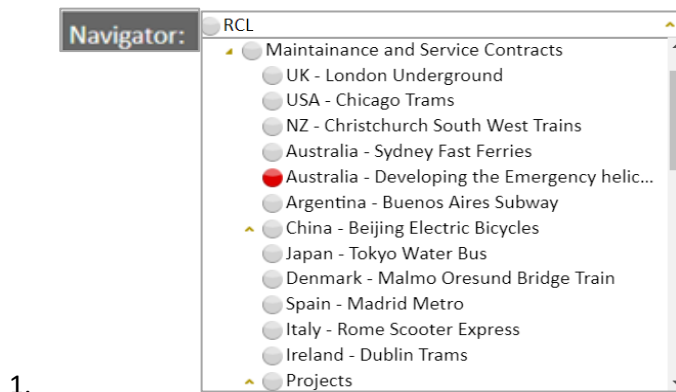 Navigator:
RCL
Maintainance and Service Contracts
UK - London Underground
USA - Chicago Trams
NZ - Christchurch South West Trains
Australia - Sydney Fast Ferries
Australia - Developing the Emergency helic...
Argentina - Buenos Aires Subway
China - Beijing Electric Bicycles
Japan - Tokyo Water Bus
Denmark - Malmo Oresund Bridge Train
Spain - Madrid Metro
Italy - Rome Scooter Express
Ireland - Dublin Trams
Projects
1.